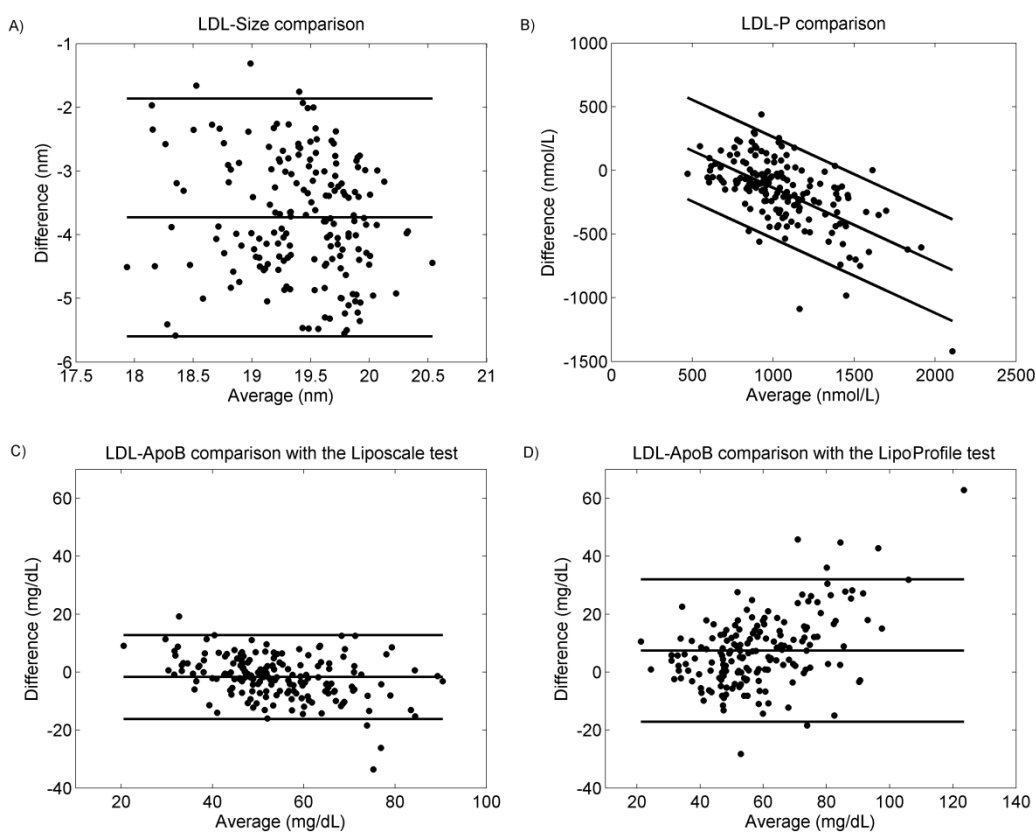 A)
LDL-Size comparison
-1
-2
-3
-4
-5
-6
Difference (nm)
17.5 18 18.5 19 19.5 20 20.5 21
Average (nm)
B)
LDL-P comparison
1000
500
0
-500
-1000
-1500
Difference (nmol/L)
0 500 1000 1500 2000 2500
Average (nmol/L)
C)
LDL-ApoB comparison with the Liposcale test
60
40
20
0
-20
-40
Difference (mg/dL)
20 40 60 80 100
Average (mg/dL)
D)
LDL-ApoB comparison with the LipoProfile test
60
40
20
0
-20
-40
Difference (mg/dL)
20 40 60 80 100 120 140
Average (mg/dL)